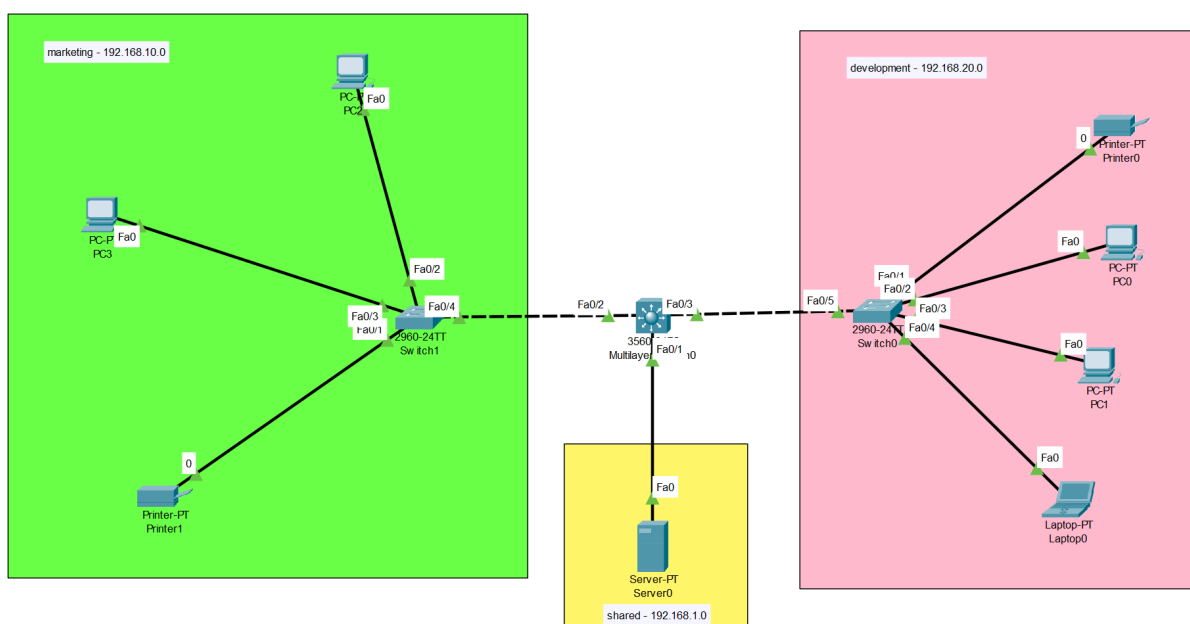 marketing - 192.168.10.0
PC2
Fa0
PC3
Fa0
Fa0/2
Fa0/3
Fa0/4
Fa0/1
2960-24TT
Switch1
0
Printer-PT
Printer1
Fa0/2
Fa0/3
Fa0/1
Fa0
Server-PT
Server0
shared - 192.168.1.0
development - 192.168.20.0
0
Printer-PT
Printer0
Fa0
PC-PT
PC0
Fa0/5
Fa0/1
Fa0/2
Fa0/3
Fa0/4
2960-24TT
Switch0
Fa0
PC-PT
PC1
Fa0
Laptop-PT
Laptop0